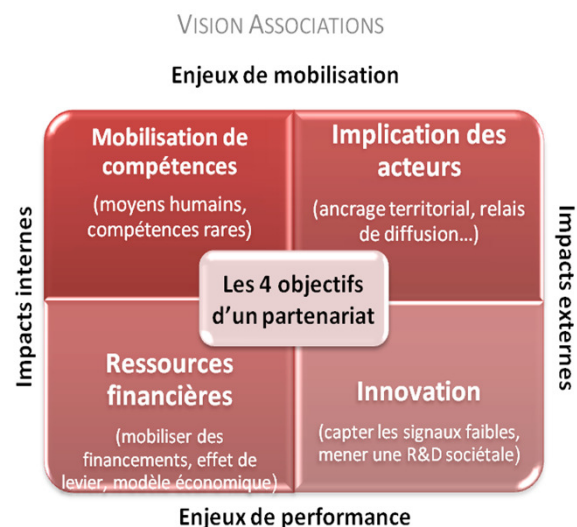 VISION ASSOCIATIONS
Enjeux de mobilisation
Mobilisation de
compétences
(moyens humains,
compétences rares)
Implication des
acteurs
(ancrage territorial, relais
de diffusion...)
Impacts internes
Impacts externes
Les 4 objectifs
d'un partenariat
Ressources
financières
(mobiliser des
financements, effet de
levier, modèle économique)
Innovation
(capter les signaux faibles,
mener une R&D sociétale)
Enjeux de performance